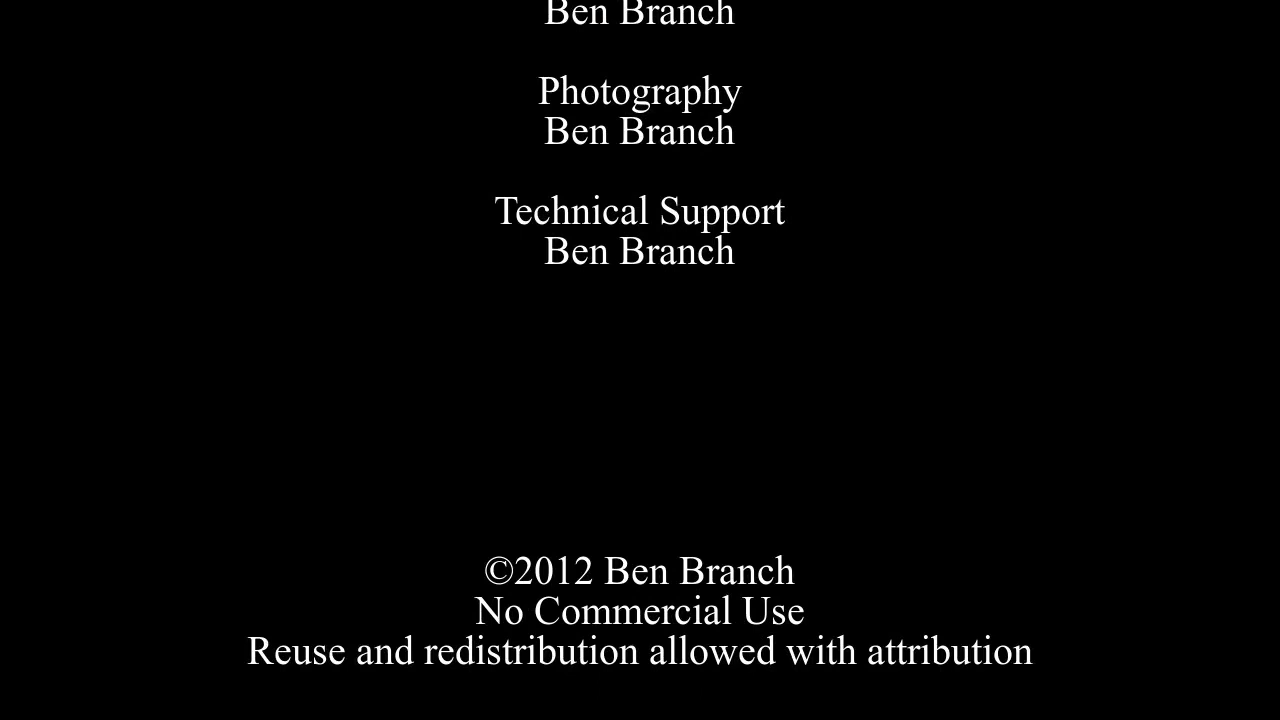 Ben Branch
Photography
Ben Branch
Technical Support
Ben Branch
©2012 Ben Branch
No Commercial Use
Reuse and redistribution allowed with attribution